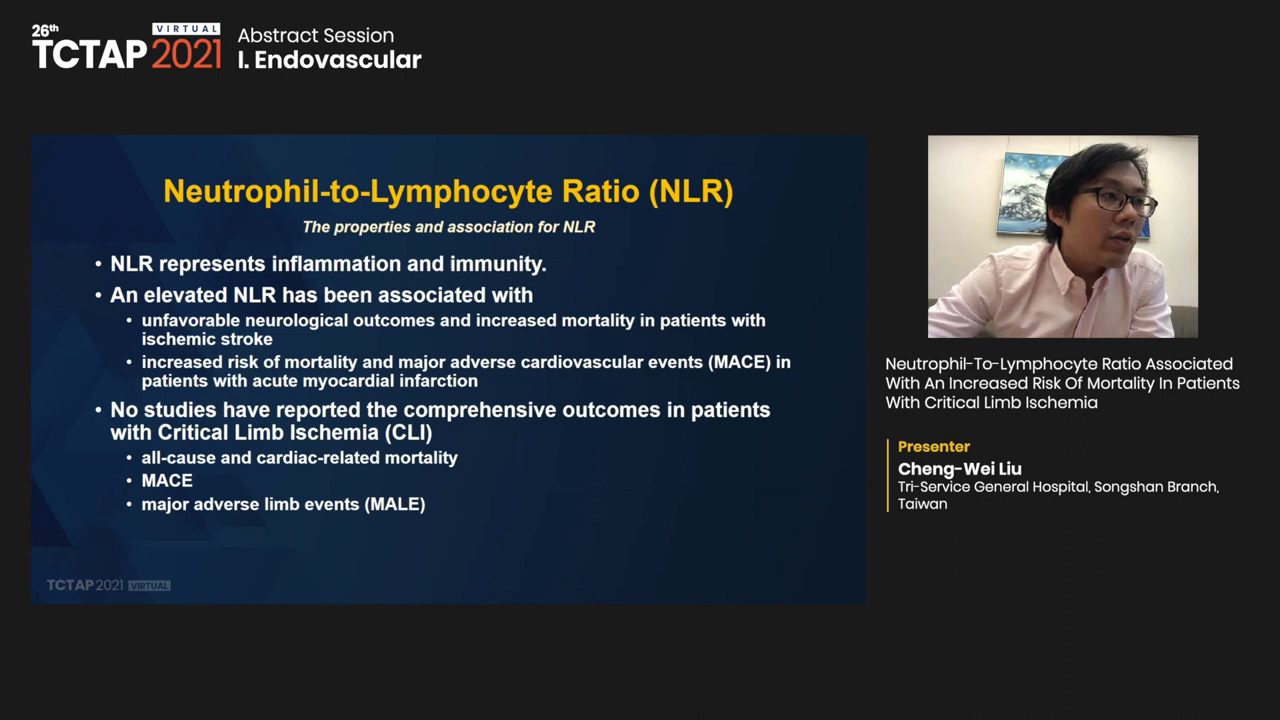 26th
VIRTUAL
TCTAP 2021
Abstract Session
I. Endovascular
Neutrophil-to-Lymphocyte Ratio (NLR)
The properties and association for NLR
• NLR represents inflammation and immunity.
• An elevated NLR has been associated with
• unfavorable neurological outcomes and increased mortality in patients with
ischemic stroke
• increased risk of mortality and major adverse cardiovascular events (MACE) in
patients with acute myocardial infarction
• No studies have reported the comprehensive outcomes in patients
with Critical Limb Ischemia (CLI)
• all-cause and cardiac-related mortality
• MACE
• major adverse limb events (MALE)
TCTAP 2021 VIRTUAL
Neutrophil-To-Lymphocyte Ratio Associated
With An Increased Risk Of Mortality In Patients
With Critical Limb Ischemia
Presenter
Cheng-Wei Liu
Tri-Service General Hospital, Songshan Branch,
Taiwan